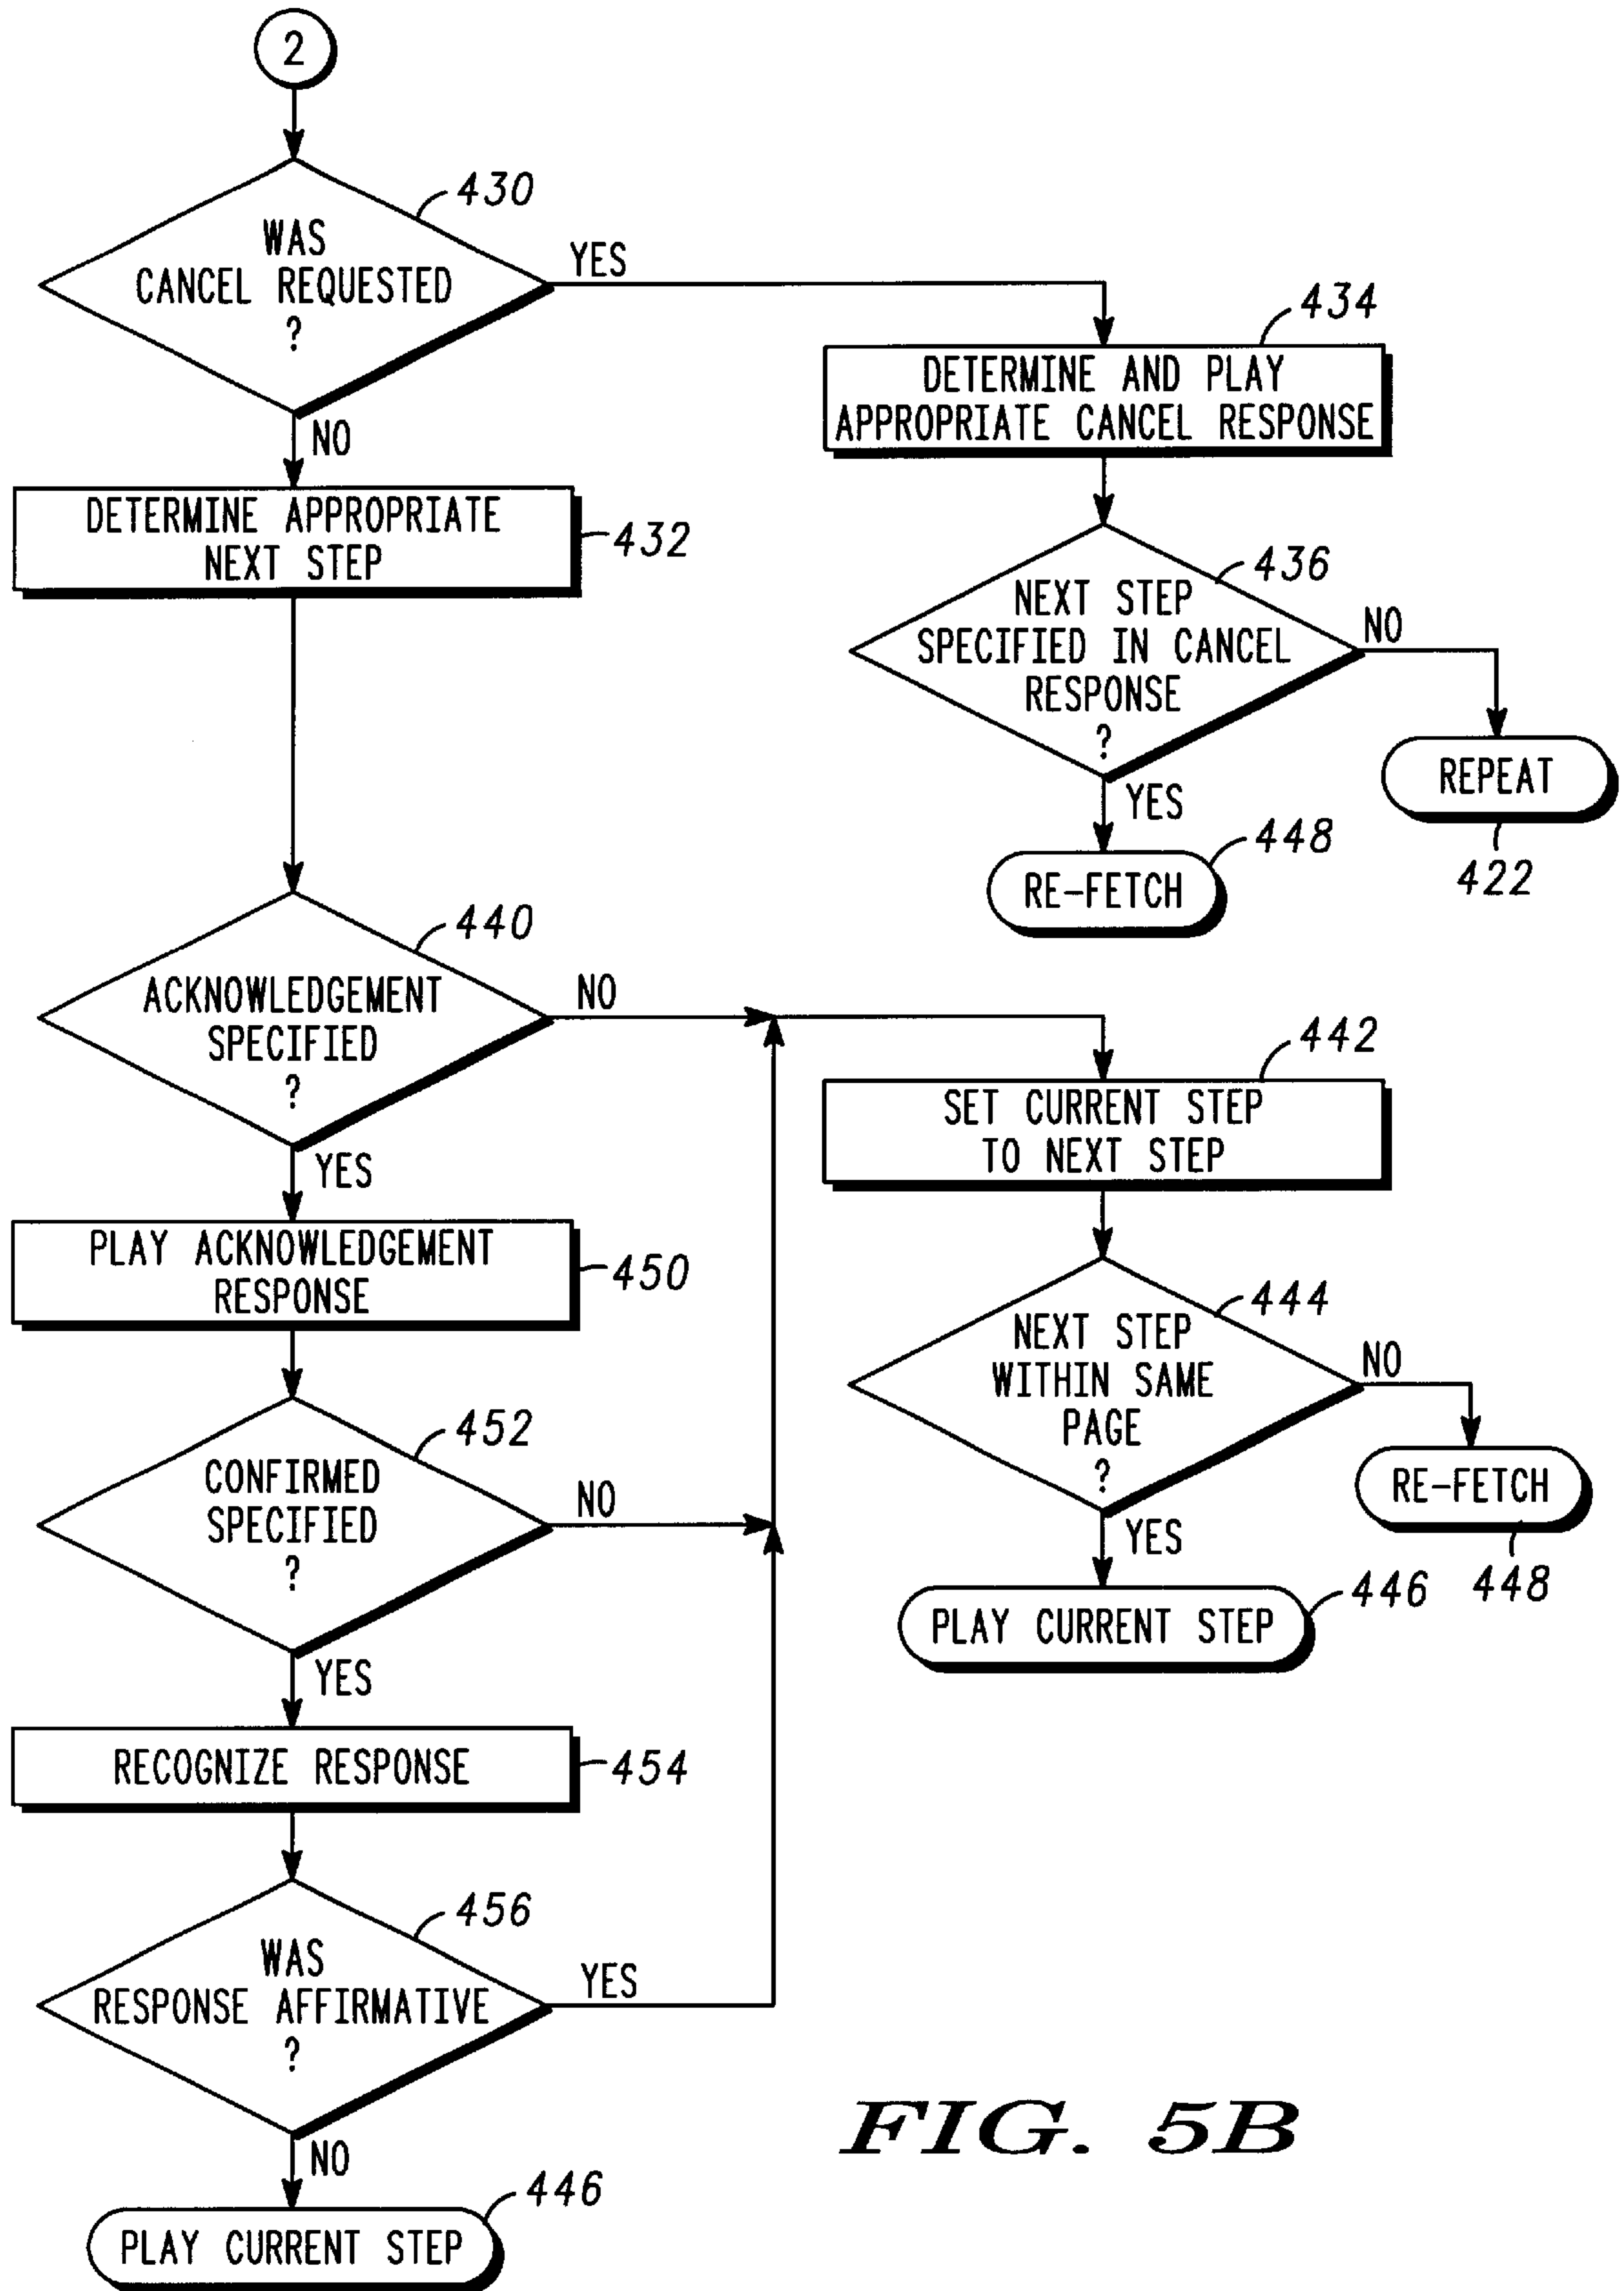 2
430
WAS
CANCEL REQUESTED
?
YES
NO
434
DETERMINE AND PLAY
APPROPRIATE CANCEL RESPONSE
DETERMINE APPROPRIATE
NEXT STEP
432
436
NEXT STEP
SPECIFIED IN CANCEL
RESPONSE
?
NO
REPEAT
422
YES
448
RE-FETCH
440
ACKNOWLEDGEMENT
SPECIFIED
?
NO
YES
442
SET CURRENT STEP
TO NEXT STEP
PLAY ACKNOWLEDGEMENT
RESPONSE
450
444
NEXT STEP
WITHIN SAME
PAGE
?
NO
RE-FETCH
448
YES
446
PLAY CURRENT STEP
452
CONFIRMED
SPECIFIED
?
NO
YES
RECOGNIZE RESPONSE
454
456
WAS
RESPONSE AFFIRMATIVE
?
YES
NO
446
PLAY CURRENT STEP
FIG. 5B